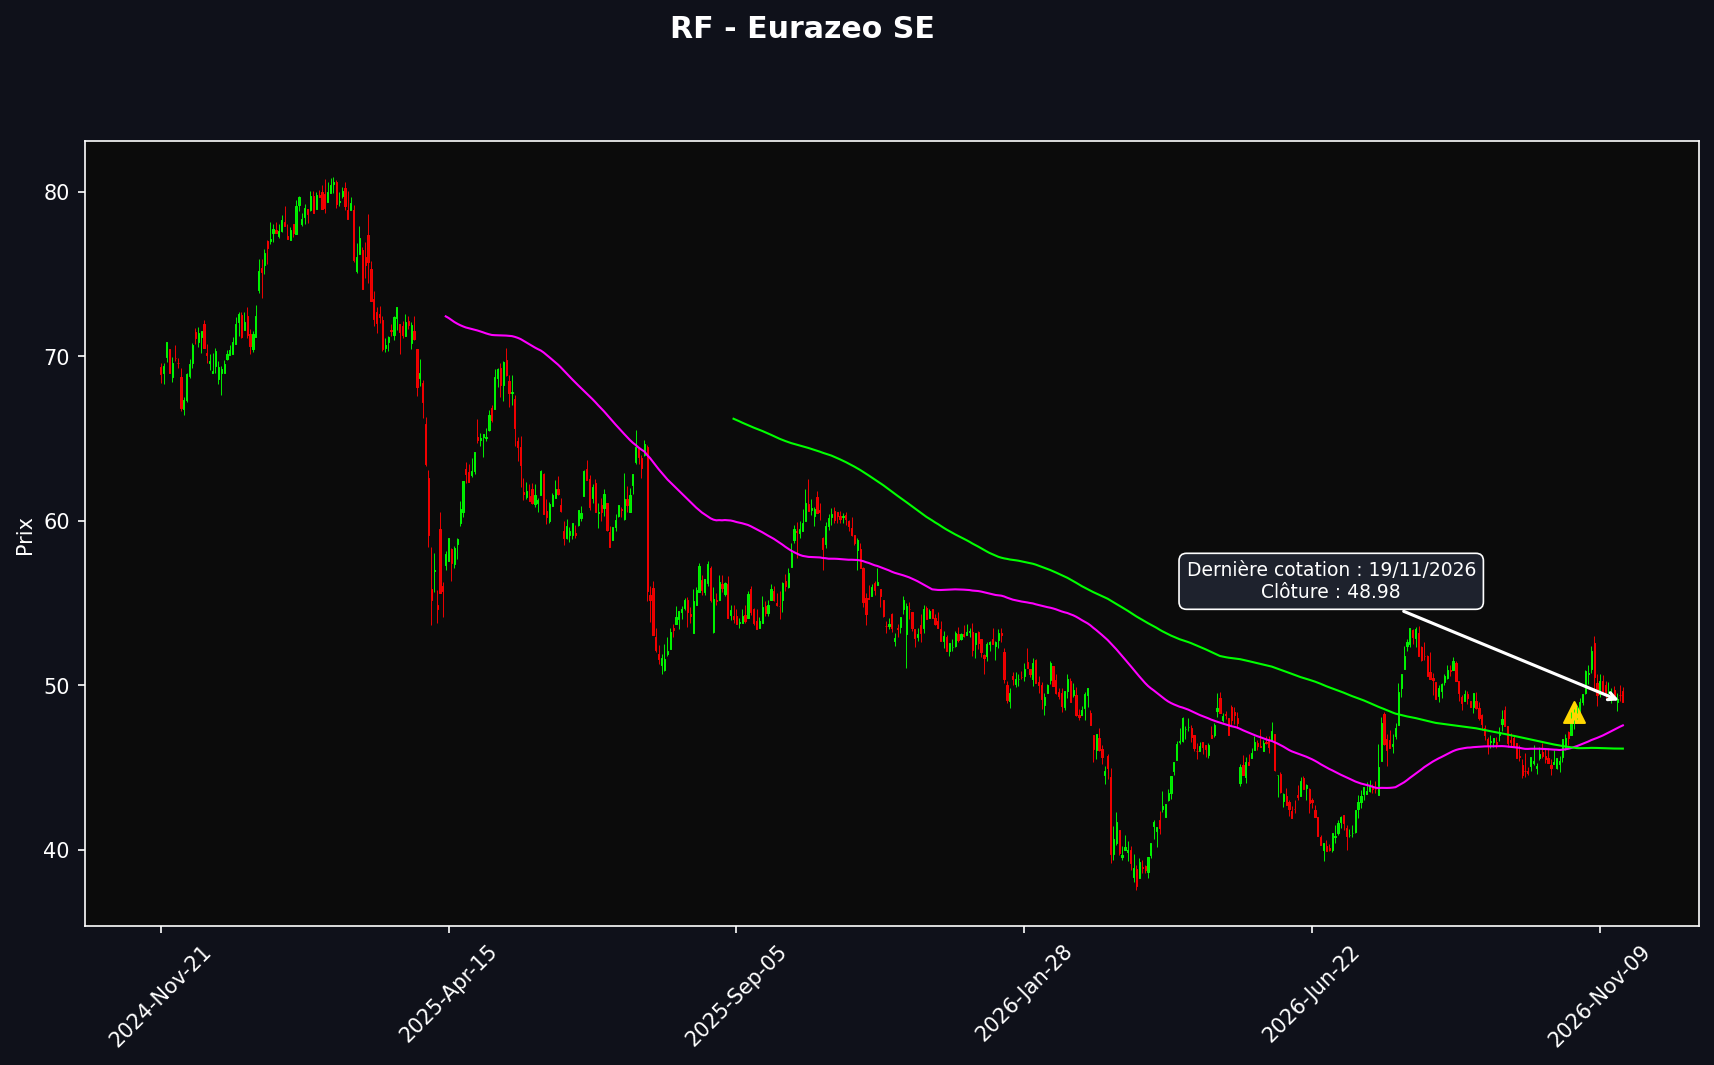 RF - Eurazeo SE
80
70
60
50
40
Prix
Dernière cotation : 19/11/2026
Clôture : 48.98
2024-Nov-21
2025-Apr-15
2025-Sep-05
2026-Jan-28
2026-Jun-22
2026-Nov-09